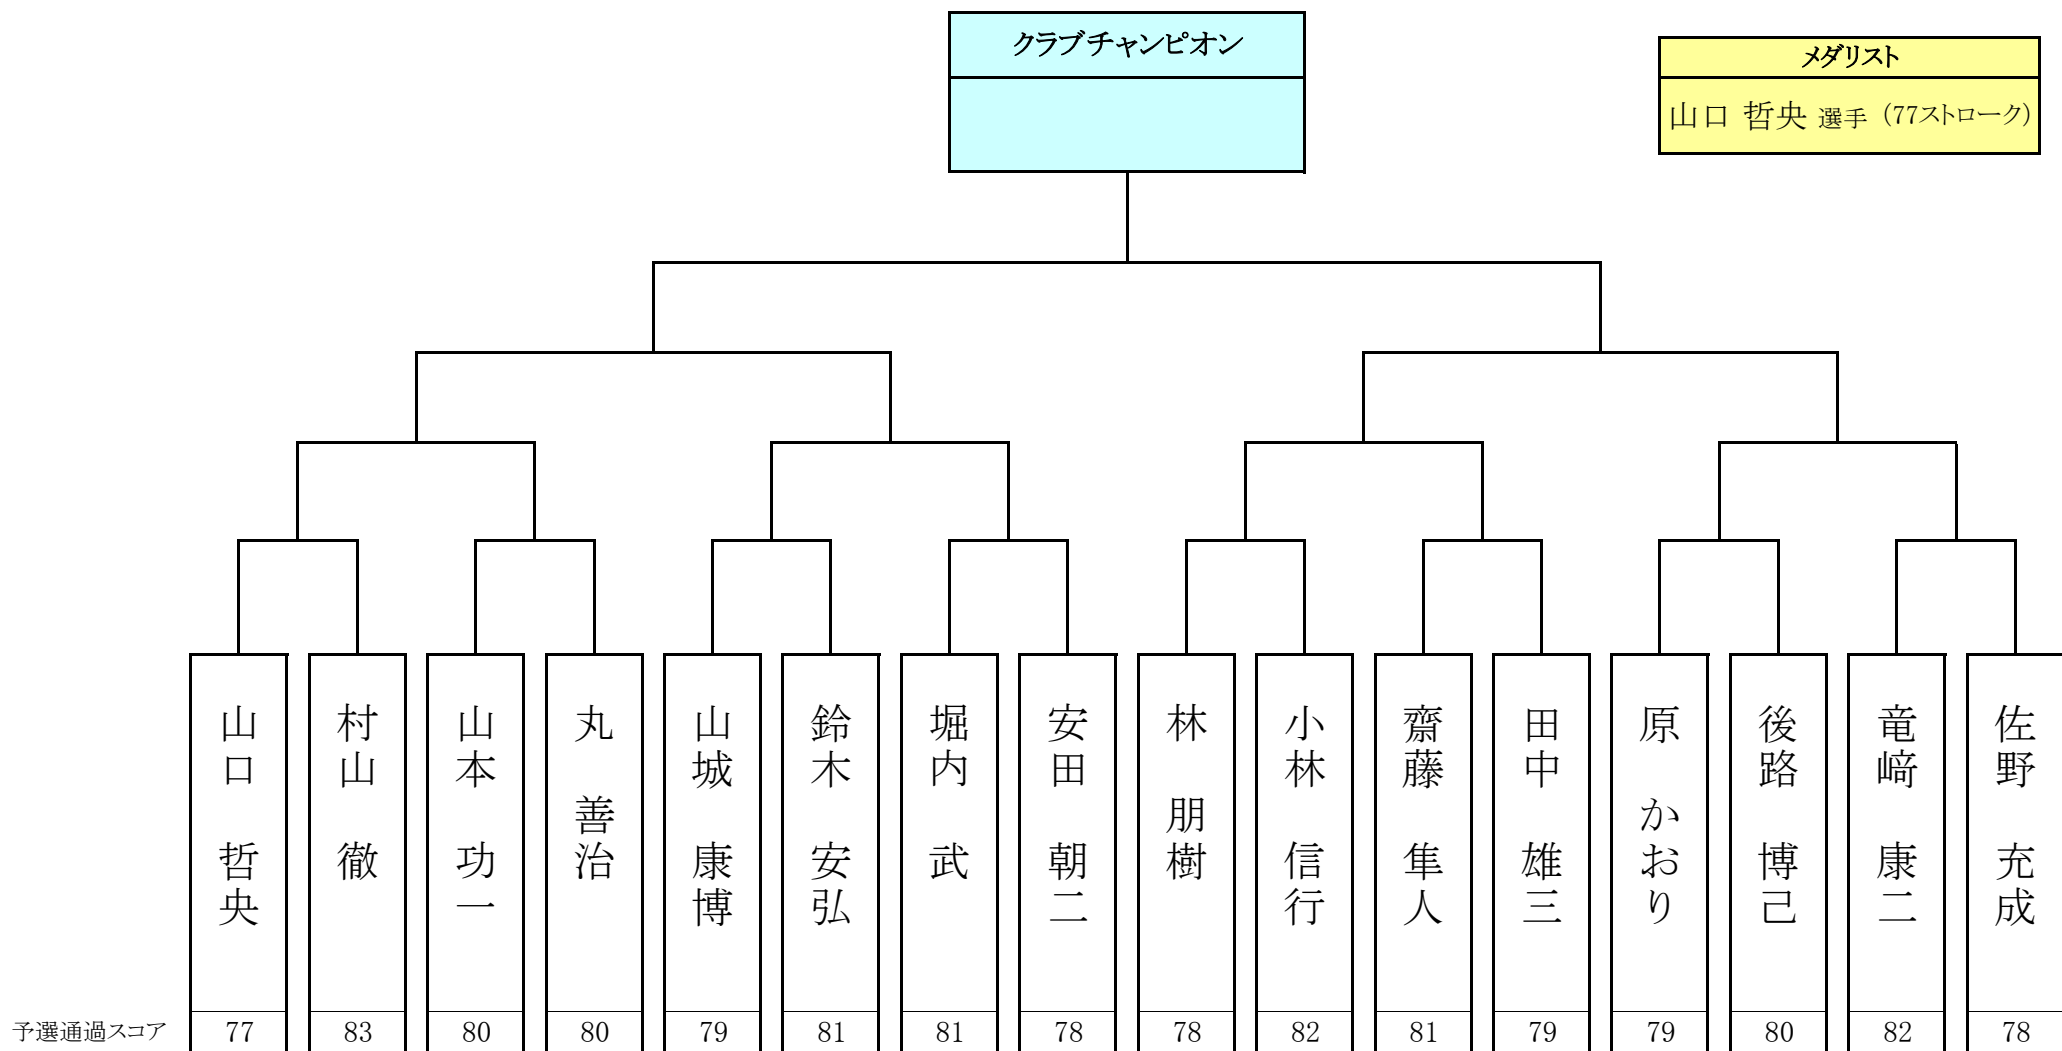 クラブチャンピオン
メダリスト
山口 哲央 選手 (77ストローク)
山口 哲央
村山 徹
山本 功一
丸 善治
山城 康博
鈴木 安弘
堀内 武
安田 朝二
林 朋樹
小林 信行
齋藤 隼人
田中 雄三
原 かおり
後路 博己
竜﨑 康二
佐野 充成
予選通過スコア 77 83 80 80 79 81 81 78 78 82 81 79 79 80 82 78